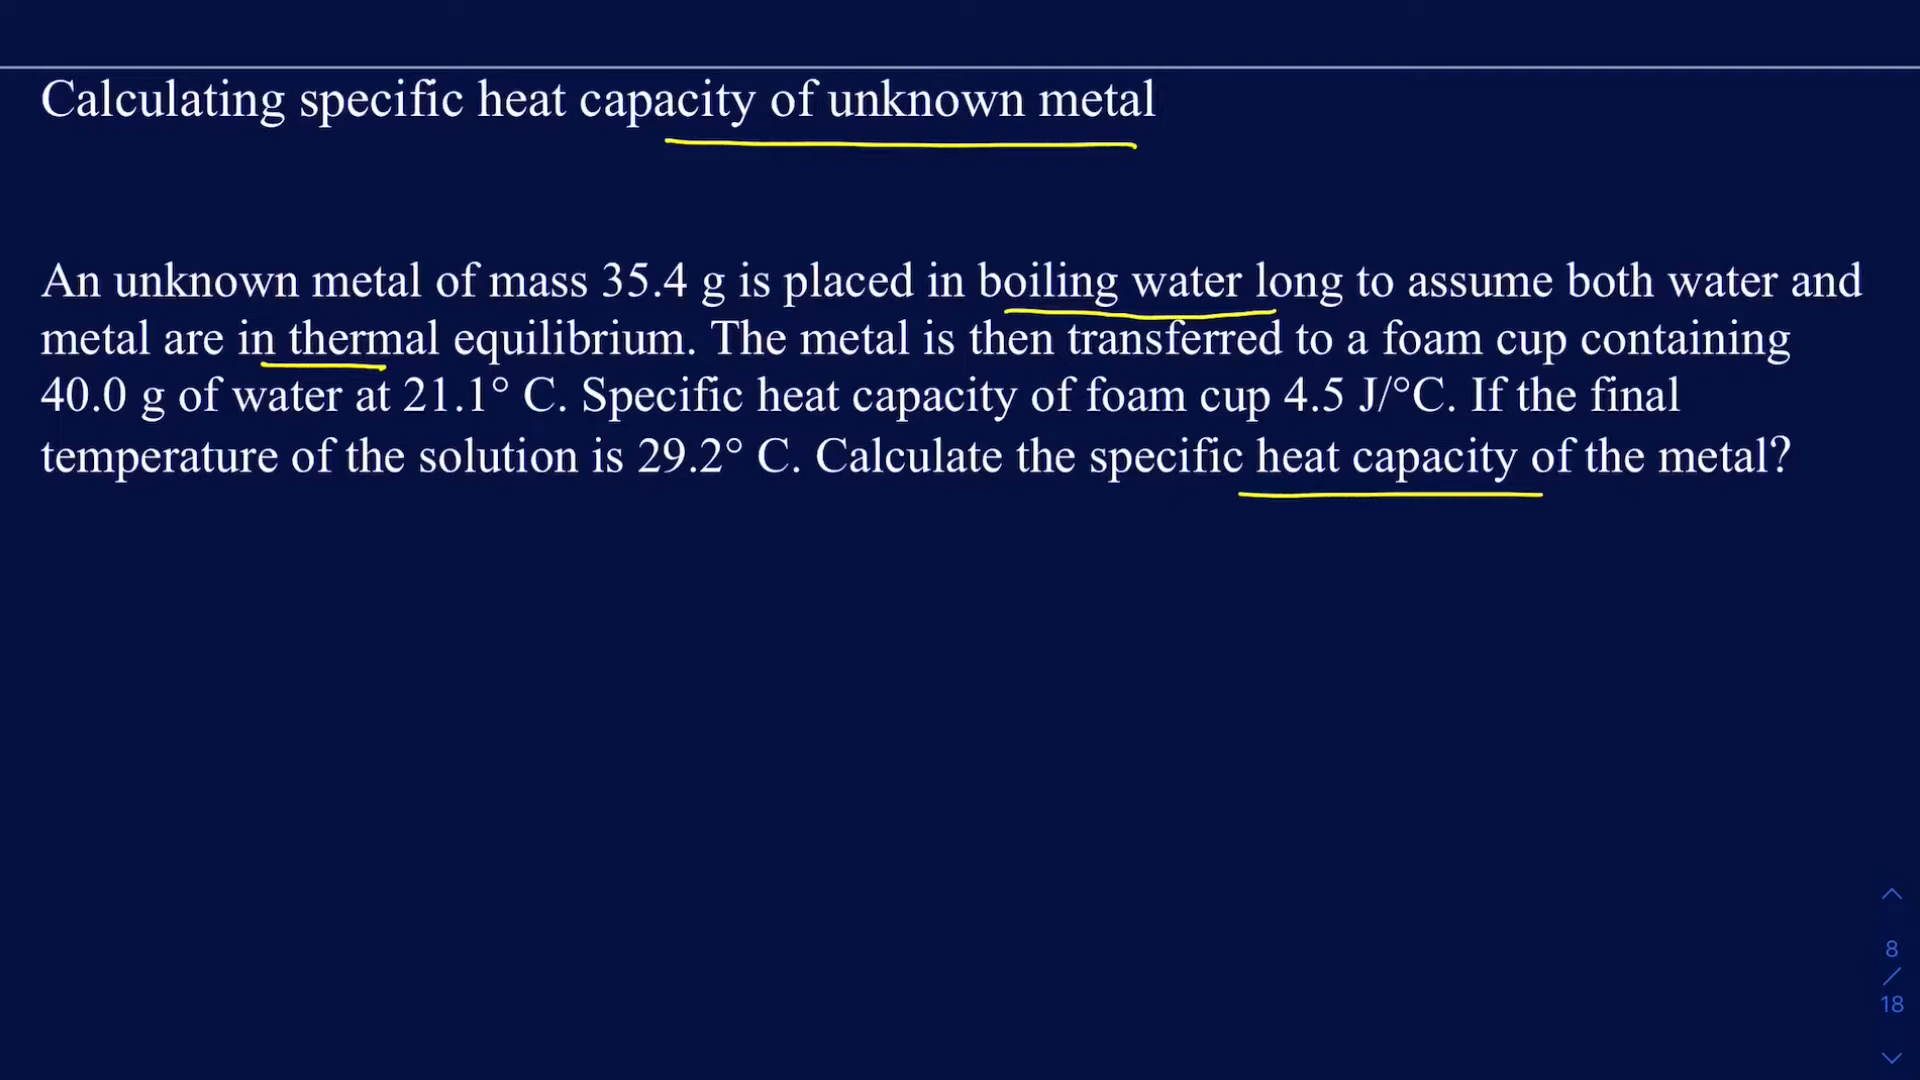 Calculating specific heat capacity of unknown metal
An unknown metal of mass 35.4 g is placed in boiling water long to assume both water and
metal are in thermal equilibrium. The metal is then transferred to a foam cup containing
40.0 g of water at 21.1° C. Specific heat capacity of foam cup 4.5 J/°C. If the final
temperature of the solution is 29.2° C. Calculate the specific heat capacity of the metal?
8
/
18